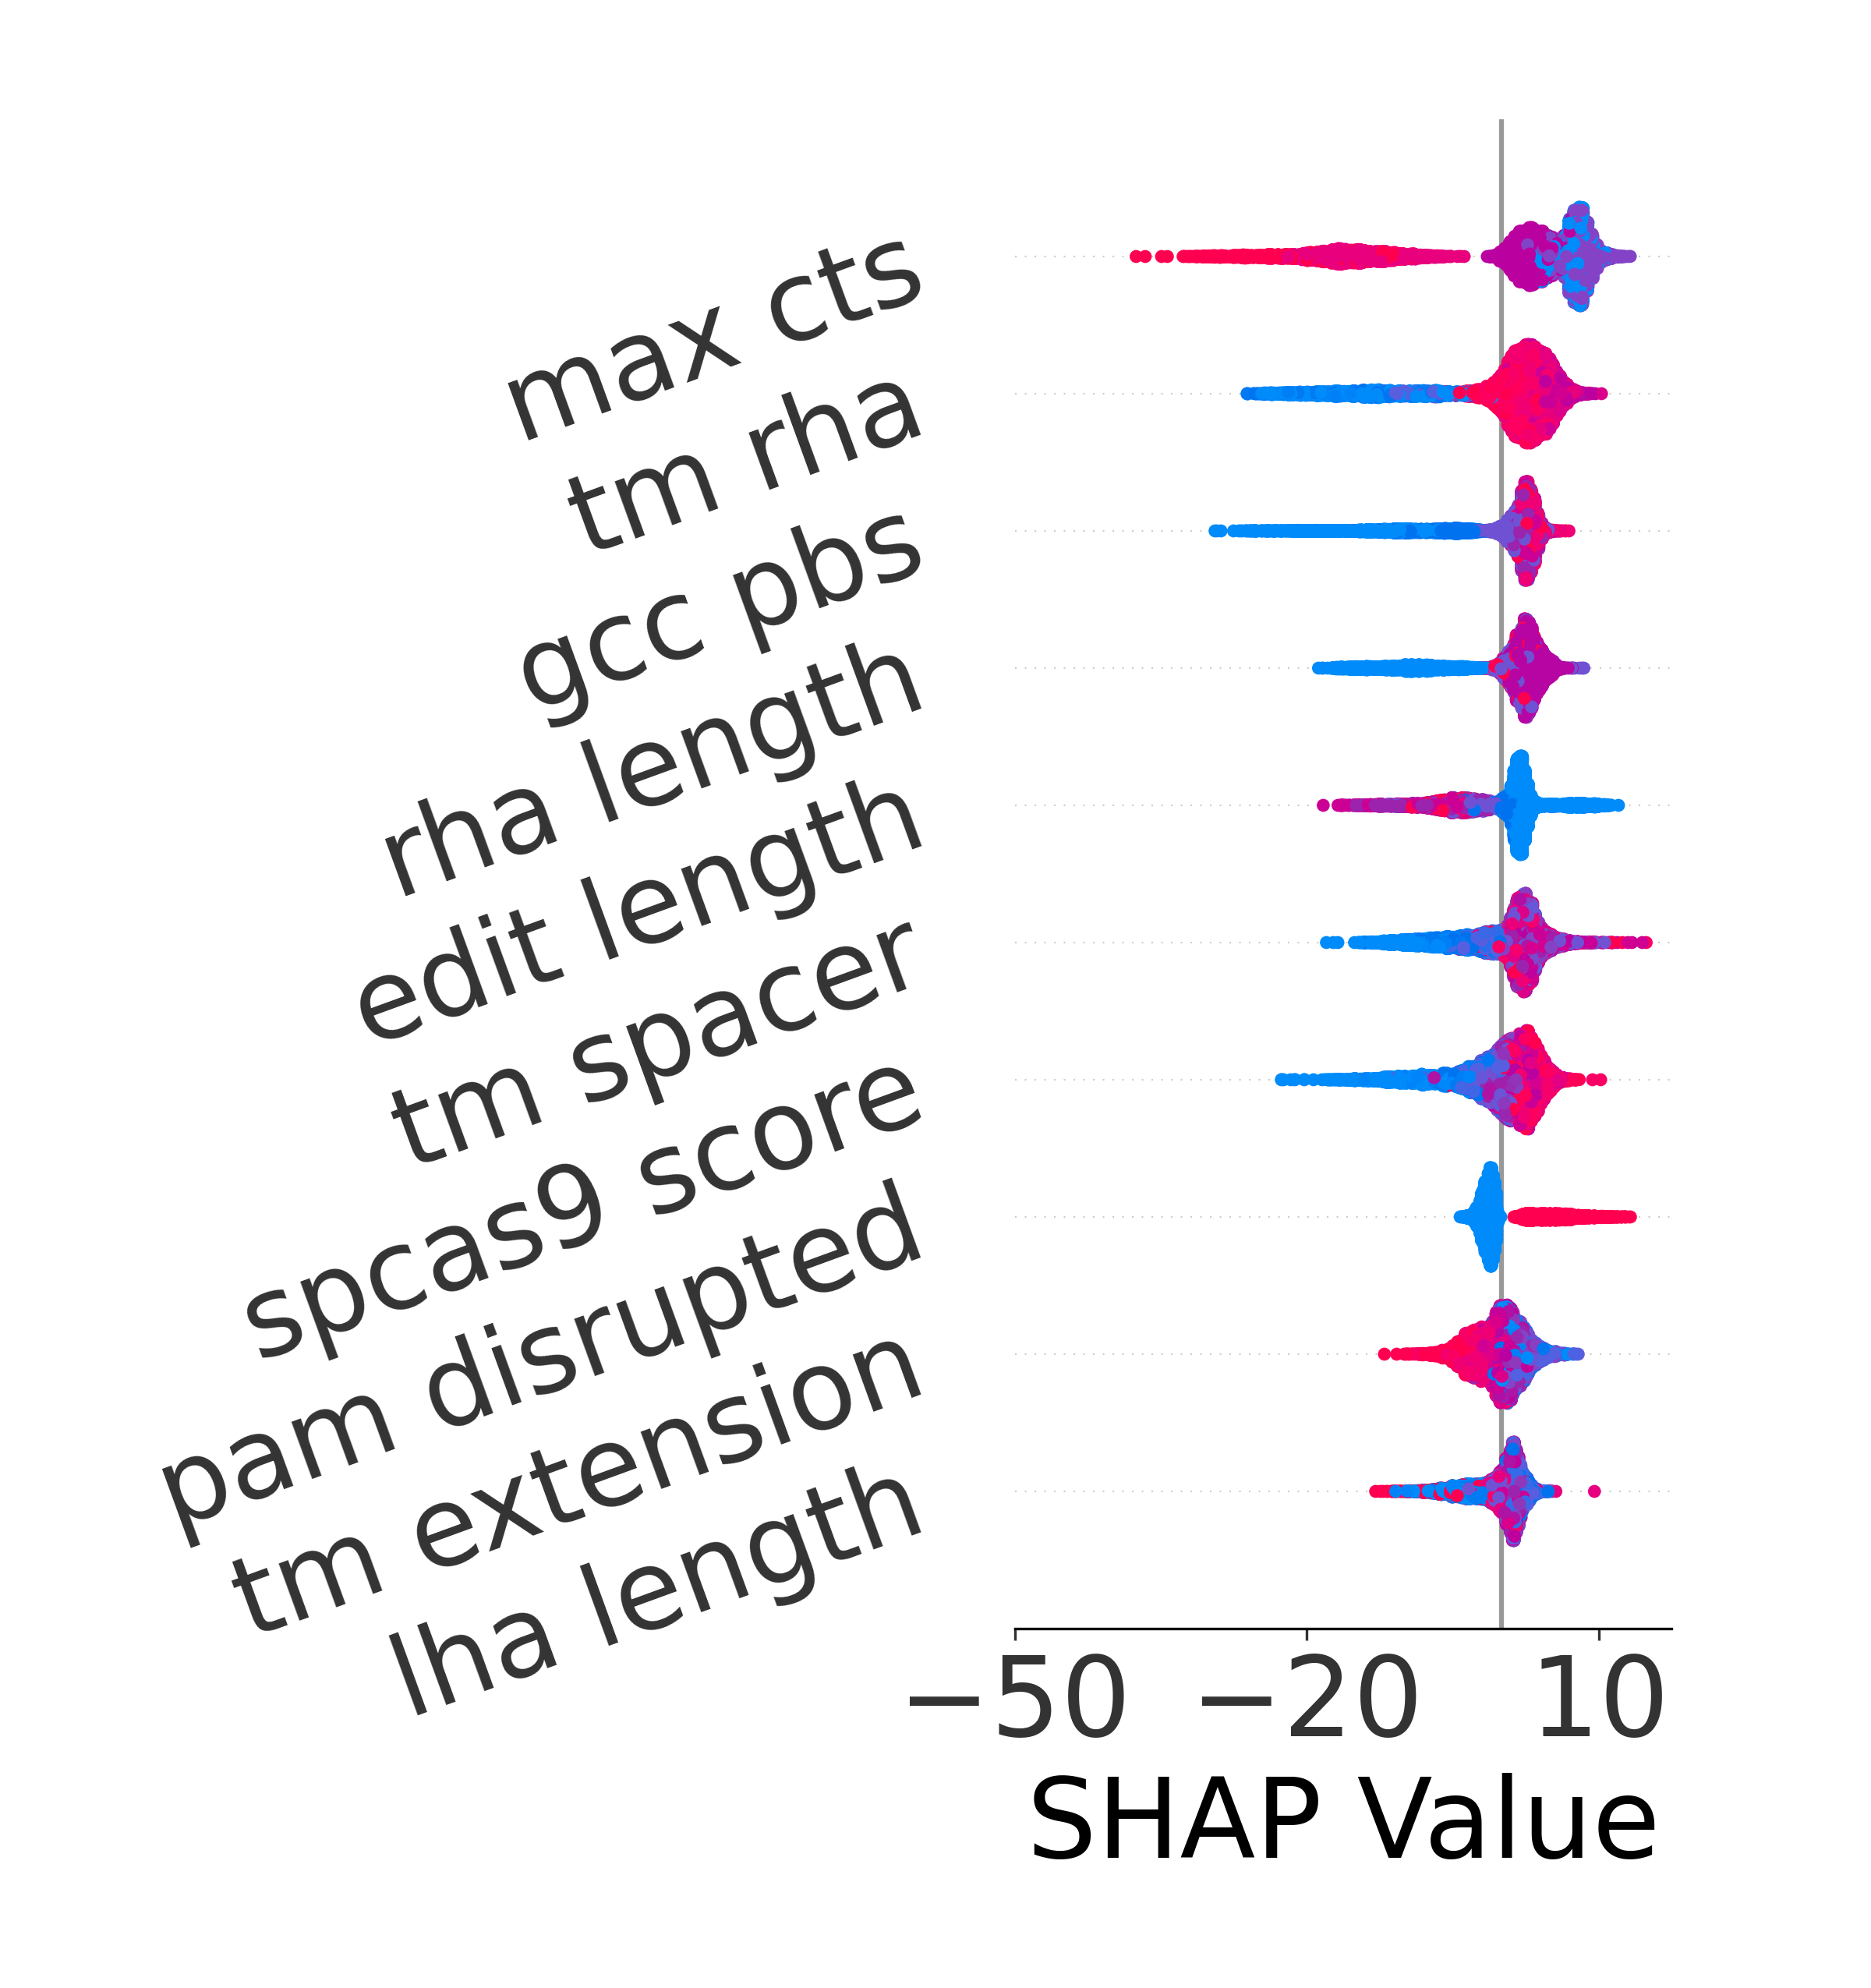 max cts
tm rha
gcc pbs
rha length
edit length
tm spacer
spcas9 score
pam disrupted
tm extension
lha length
−50 −20 10
SHAP Value